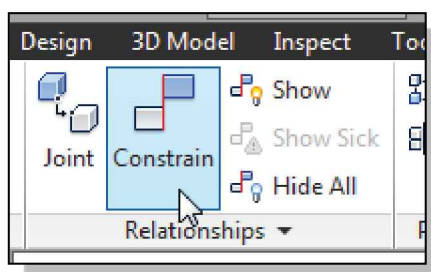 Design 3D Model Inspect
Joint Constrain Show
Show Sick
Hide All
Relationships